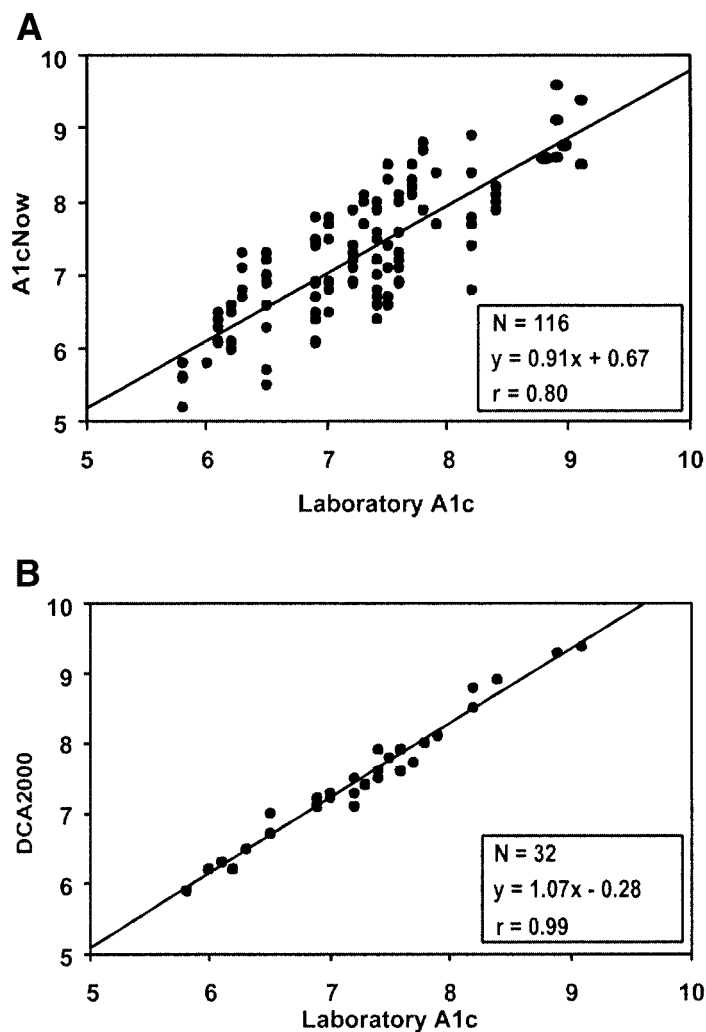 A
10
9
8
7
6
5
A1cNow
N = 116
y = 0.91x + 0.67
r = 0.80
5 6 7 8 9 10
Laboratory A1c
B
10
9
8
7
6
5
DCA2000
N = 32
y = 1.07x - 0.28
r = 0.99
5 6 7 8 9 10
Laboratory A1c